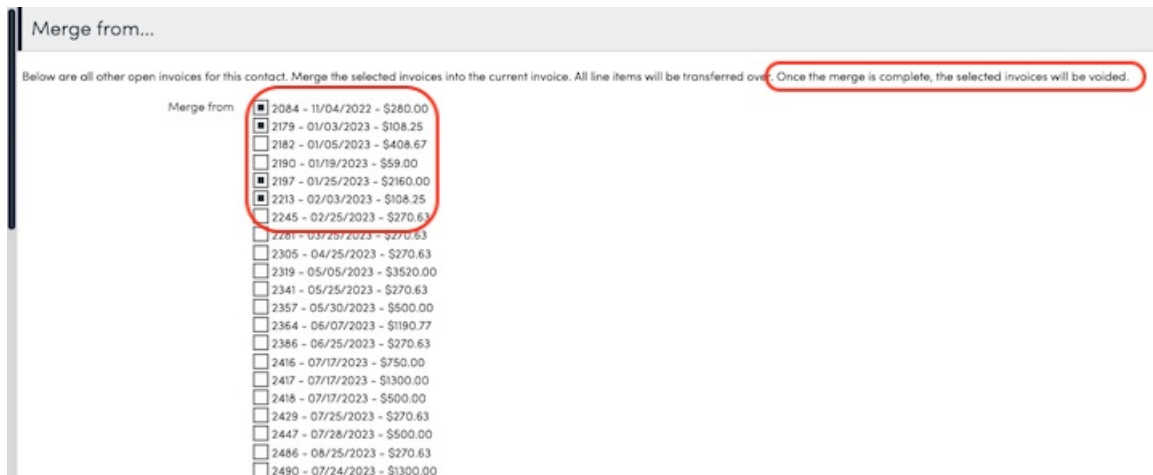 Merge from...
Below are all other open invoices for this contact. Merge the selected invoices into the current invoice. All line items will be transferred over. Once the merge is complete, the selected invoices will be voided.
Merge from
2084 - 11/04/2022 - $280.00
2179 - 01/03/2023 - $108.25
2182 - 01/05/2023 - $408.67
2190 - 01/19/2023 - $59.00
2197 - 01/25/2023 - $2160.00
2213 - 02/03/2023 - $108.25
2245 - 02/25/2023 - $270.63
2281 - 03/25/2023 - $270.63
2305 - 04/25/2023 - $270.63
2319 - 05/05/2023 - $3520.00
2341 - 05/25/2023 - $270.63
2357 - 05/30/2023 - $500.00
2364 - 06/07/2023 - $1190.77
2386 - 06/25/2023 - $270.63
2416 - 07/17/2023 - $750.00
2417 - 07/17/2023 - $1300.00
2418 - 07/17/2023 - $500.00
2429 - 07/25/2023 - $270.63
2447 - 07/28/2023 - $500.00
2486 - 08/25/2023 - $270.63
2490 - 07/24/2023 - $1300.00